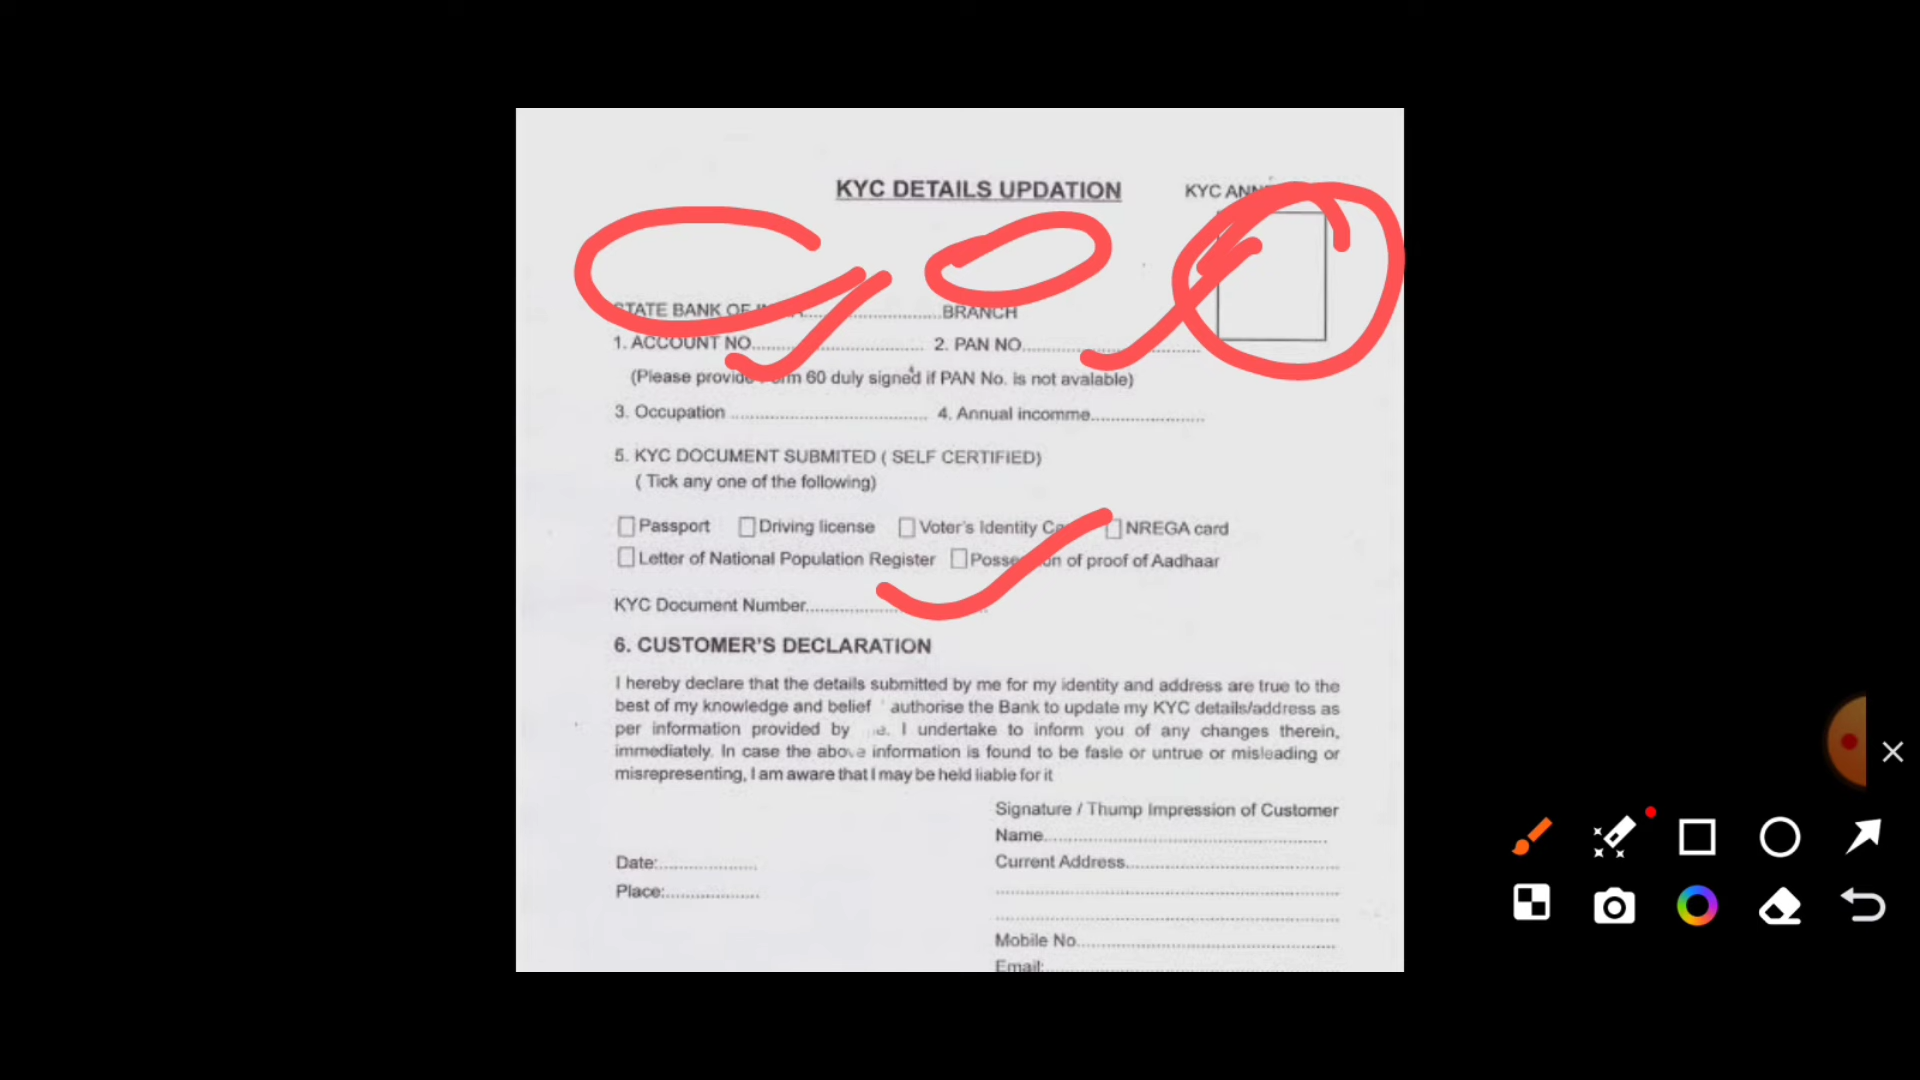 KYC DETAILS UPDATION KYC
STATE BANK OF ....................BRANCH
1. ACCOUNT NO.............................. 2. PAN NO..............................
(Please provide 60 duly signed if PAN No. is not avalable)
3. Occupation .............................. 4. Annual incomme....................
5. KYC DOCUMENT SUBMITED ( SELF CERTIFIED)
( Tick any one of the following)
Passport Driving license Voter's Identity NREGA card
Letter of National Population Register of proof of Aadhaar
KYC Document Number....................
6. CUSTOMER'S DECLARATION
I hereby declare that the details submitted by me for my identity and address are true to the
best of my knowledge and belief authorise the Bank to update my KYC details/address as
per information provided by I undertake to inform you of any changes therein,
immediately. In case the above information is found to be fasle or untrue or misleading or
misrepresenting, I am aware that I may be held liable for it
Signature / Thump Impression of Customer
Name..................................................
Date:.................... Current Address........................................
Place:....................
Mobile No..................................................
Email:..................................................